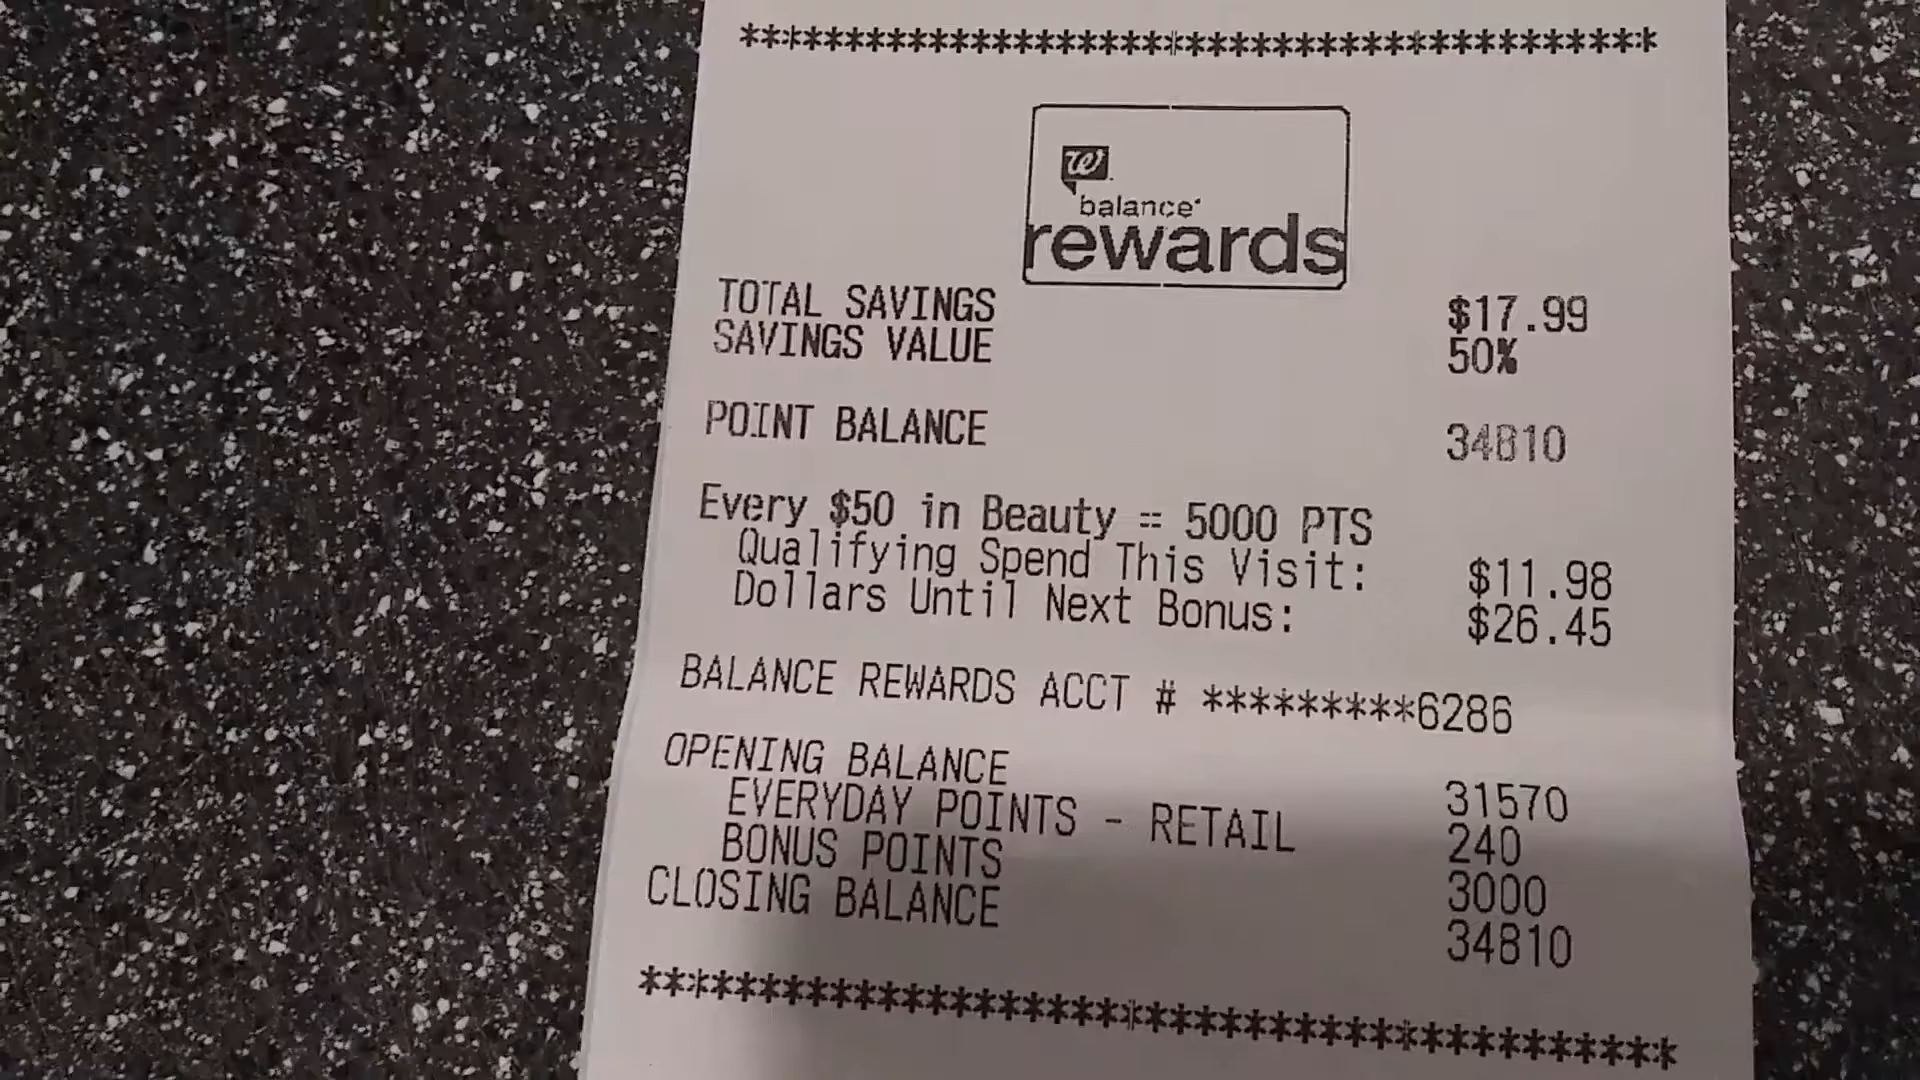 ******************************************
W
balance
rewards
TOTAL SAVINGS $17.99
SAVINGS VALUE 50%
POINT BALANCE 34810
Every $50 in Beauty = 5000 PTS
Qualifying Spend This Visit: $11.98
Dollars Until Next Bonus: $26.45
BALANCE REWARDS ACCT # *********6286
OPENING BALANCE 31570
EVERYDAY POINTS - RETAIL 240
BONUS POINTS 3000
CLOSING BALANCE 34810
******************************************